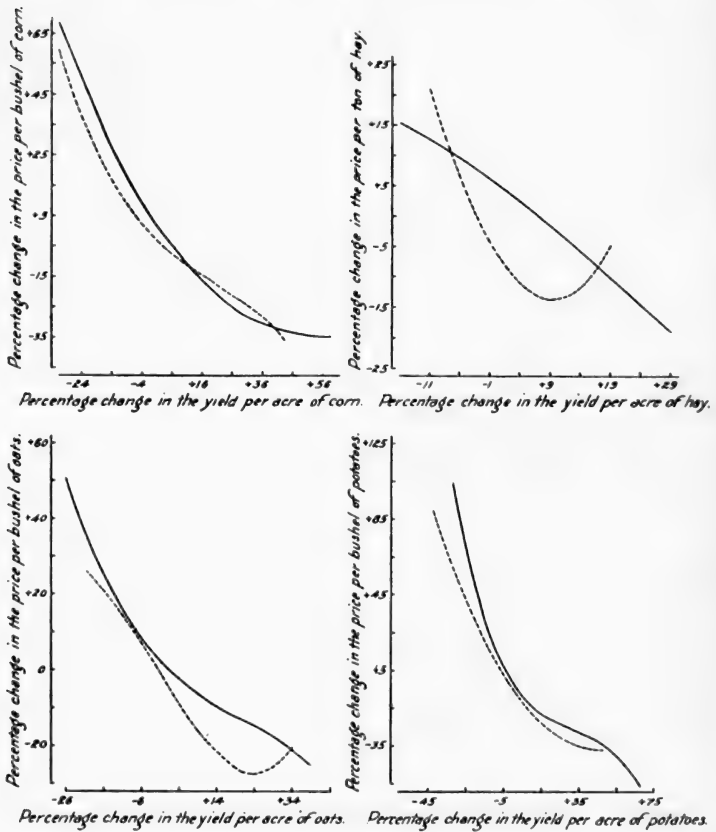 Percentage change in the price per bushel of corn.
+65
+45
+25
+5
-15
-35
-24 -4 +16 +36 +56
Percentage change in the yield per acre of corn.
Percentage change in the price per ton of hay.
+25
+15
+5
-5
-15
-25
-11 -1 +9 +19 +29
Percentage change in the yield per acre of hay.
Percentage change in the price per bushel of oats.
+60
+40
+20
0
-20
-26 -6 +14 +34
Percentage change in the yield per acre of oats.
Percentage change in the price per bushel of potatoes.
+125
+85
+45
+5
-35
-45 -5 +35 +75
Percentage change in the yield per acre of potatoes.